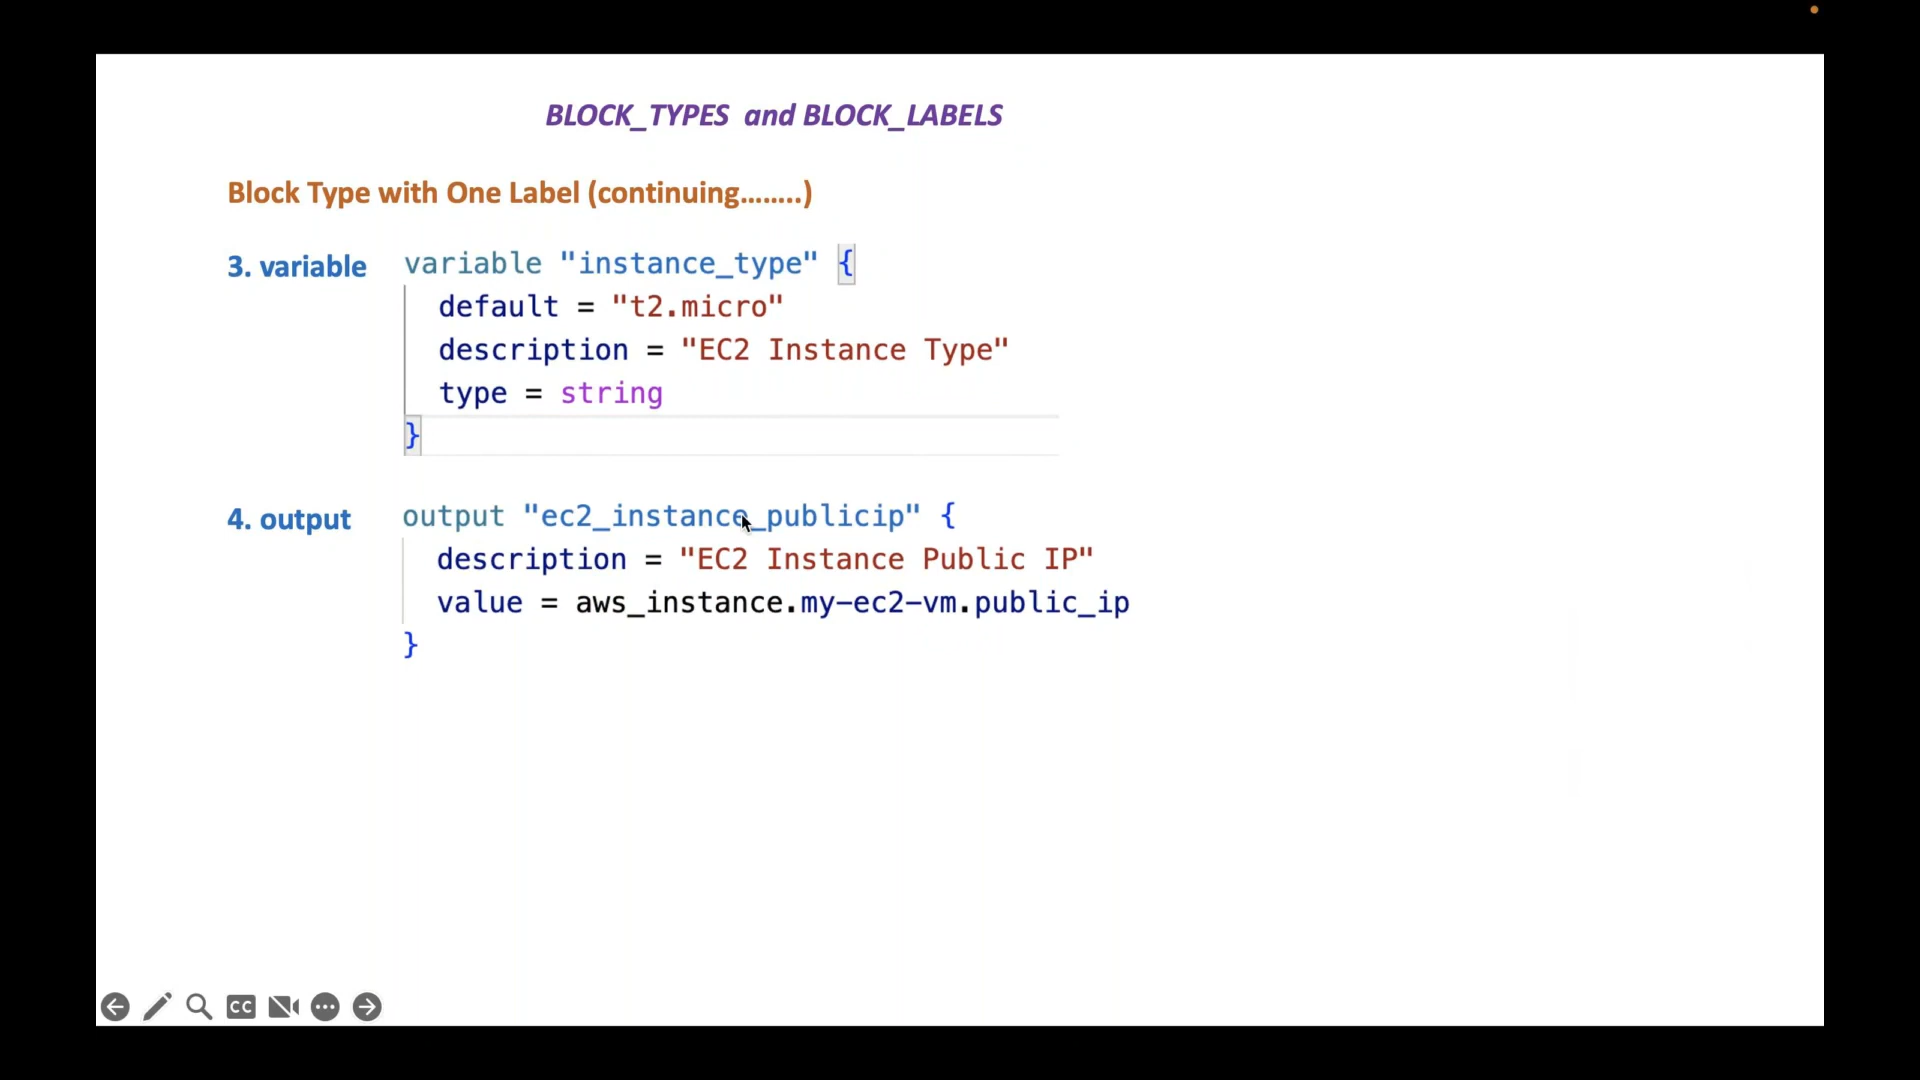 BLOCK_TYPES and BLOCK_LABELS
Block Type with One Label (continuing........)
3. variable
variable "instance_type" {
default = "t2.micro"
description = "EC2 Instance Type"
type = string
}
4. output
output "ec2_instance_publicip" {
description = "EC2 Instance Public IP"
value = aws_instance.my-ec2-vm.public_ip
}
CC